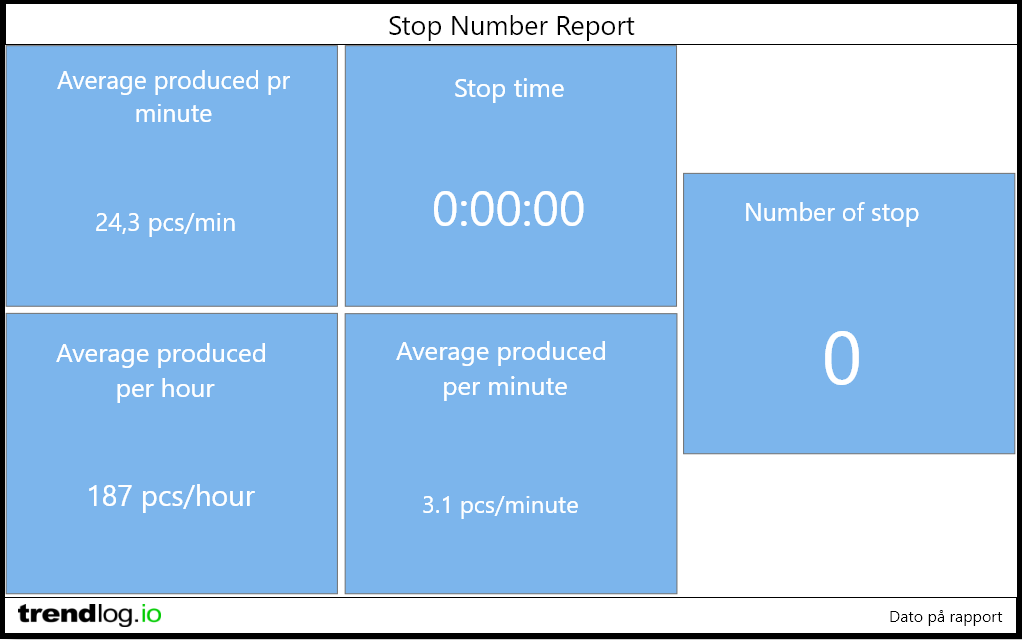 Stop Number Report
Average produced pr
minute
24,3 pcs/min
Stop time
0:00:00
Number of stop
0
Average produced
per hour
187 pcs/hour
Average produced
per minute
3.1 pcs/minute
trendlog.io
Dato på rapport